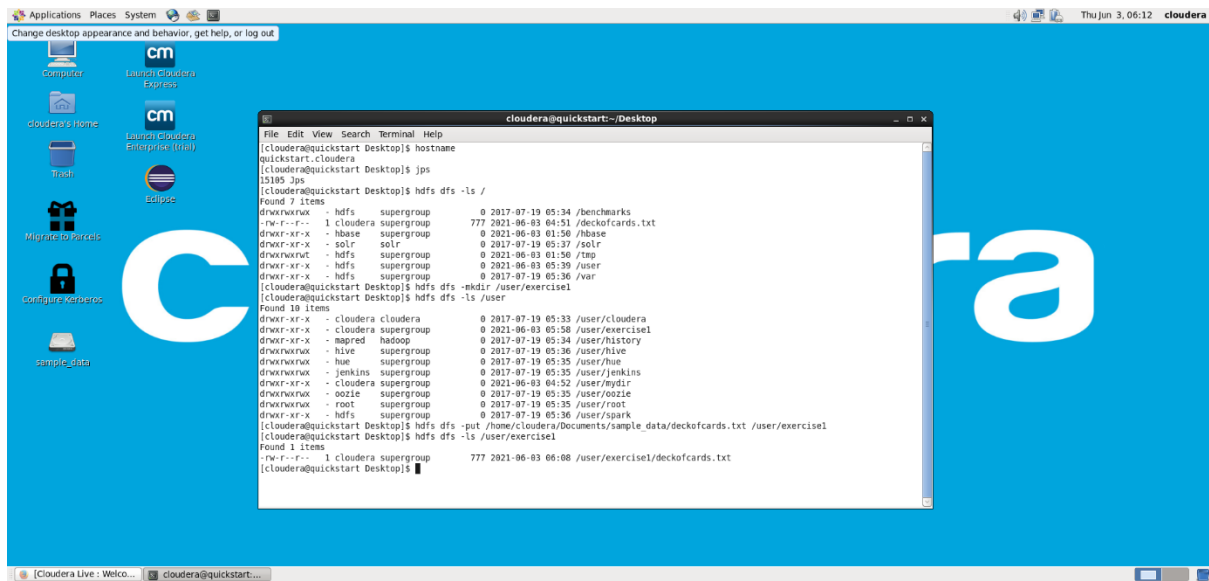 Applications Places System
Thu Jun 3, 06:12 cloudera
Change desktop appearance and behavior, get help, or log out
Computer
cm
Launch Cloudera
Express
cloudera's Home
cm
Launch Cloudera
Enterprise (trial)
Trash
Eclipse
Migrate to Parcels
Configure Kerberos
sample_data
cloudera@quickstart:~/Desktop
File Edit View Search Terminal Help
[cloudera@quickstart Desktop]$ hostname
quickstart.cloudera
[cloudera@quickstart Desktop]$ jps
15105 Jps
[cloudera@quickstart Desktop]$ hdfs dfs -ls /
Found 7 items
drwxrwxrwx - hdfs supergroup 0 2017-07-19 05:34 /benchmarks
-rw-r--r-- 1 cloudera supergroup 777 2021-06-03 04:51 /deckofcards.txt
drwxr-xr-x - hbase supergroup 0 2021-06-03 01:50 /hbase
drwxr-xr-x - solr solr 0 2017-07-19 05:37 /solr
drwxrwxrwt - hdfs supergroup 0 2021-06-03 01:50 /tmp
drwxr-xr-x - hdfs supergroup 0 2021-06-03 05:39 /user
drwxr-xr-x - hdfs supergroup 0 2017-07-19 05:36 /var
[cloudera@quickstart Desktop]$ hdfs dfs -mkdir /user/exercise1
[cloudera@quickstart Desktop]$ hdfs dfs -ls /user
Found 10 items
drwxr-xr-x - cloudera cloudera 0 2017-07-19 05:33 /user/cloudera
drwxr-xr-x - cloudera supergroup 0 2021-06-03 05:58 /user/exercise1
drwxr-xr-x - mapred hadoop 0 2017-07-19 05:34 /user/history
drwxrwxrwx - hive supergroup 0 2017-07-19 05:36 /user/hive
drwxrwxrwx - hue supergroup 0 2017-07-19 05:35 /user/hue
drwxrwxrwx - jenkins supergroup 0 2017-07-19 05:35 /user/jenkins
drwxr-xr-x - cloudera supergroup 0 2021-06-03 04:52 /user/mydir
drwxrwxrwx - oozie supergroup 0 2017-07-19 05:35 /user/oozie
drwxrwxrwx - root supergroup 0 2017-07-19 05:35 /user/root
drwxr-xr-x - hdfs supergroup 0 2017-07-19 05:36 /user/spark
[cloudera@quickstart Desktop]$ hdfs dfs -put /home/cloudera/Documents/sample_data/deckofcards.txt /user/exercise1
[cloudera@quickstart Desktop]$ hdfs dfs -ls /user/exercise1
Found 1 items
-rw-r--r-- 1 cloudera supergroup 777 2021-06-03 06:08 /user/exercise1/deckofcards.txt
[cloudera@quickstart Desktop]$
[Cloudera Live : Welco...
cloudera@quickstart:...